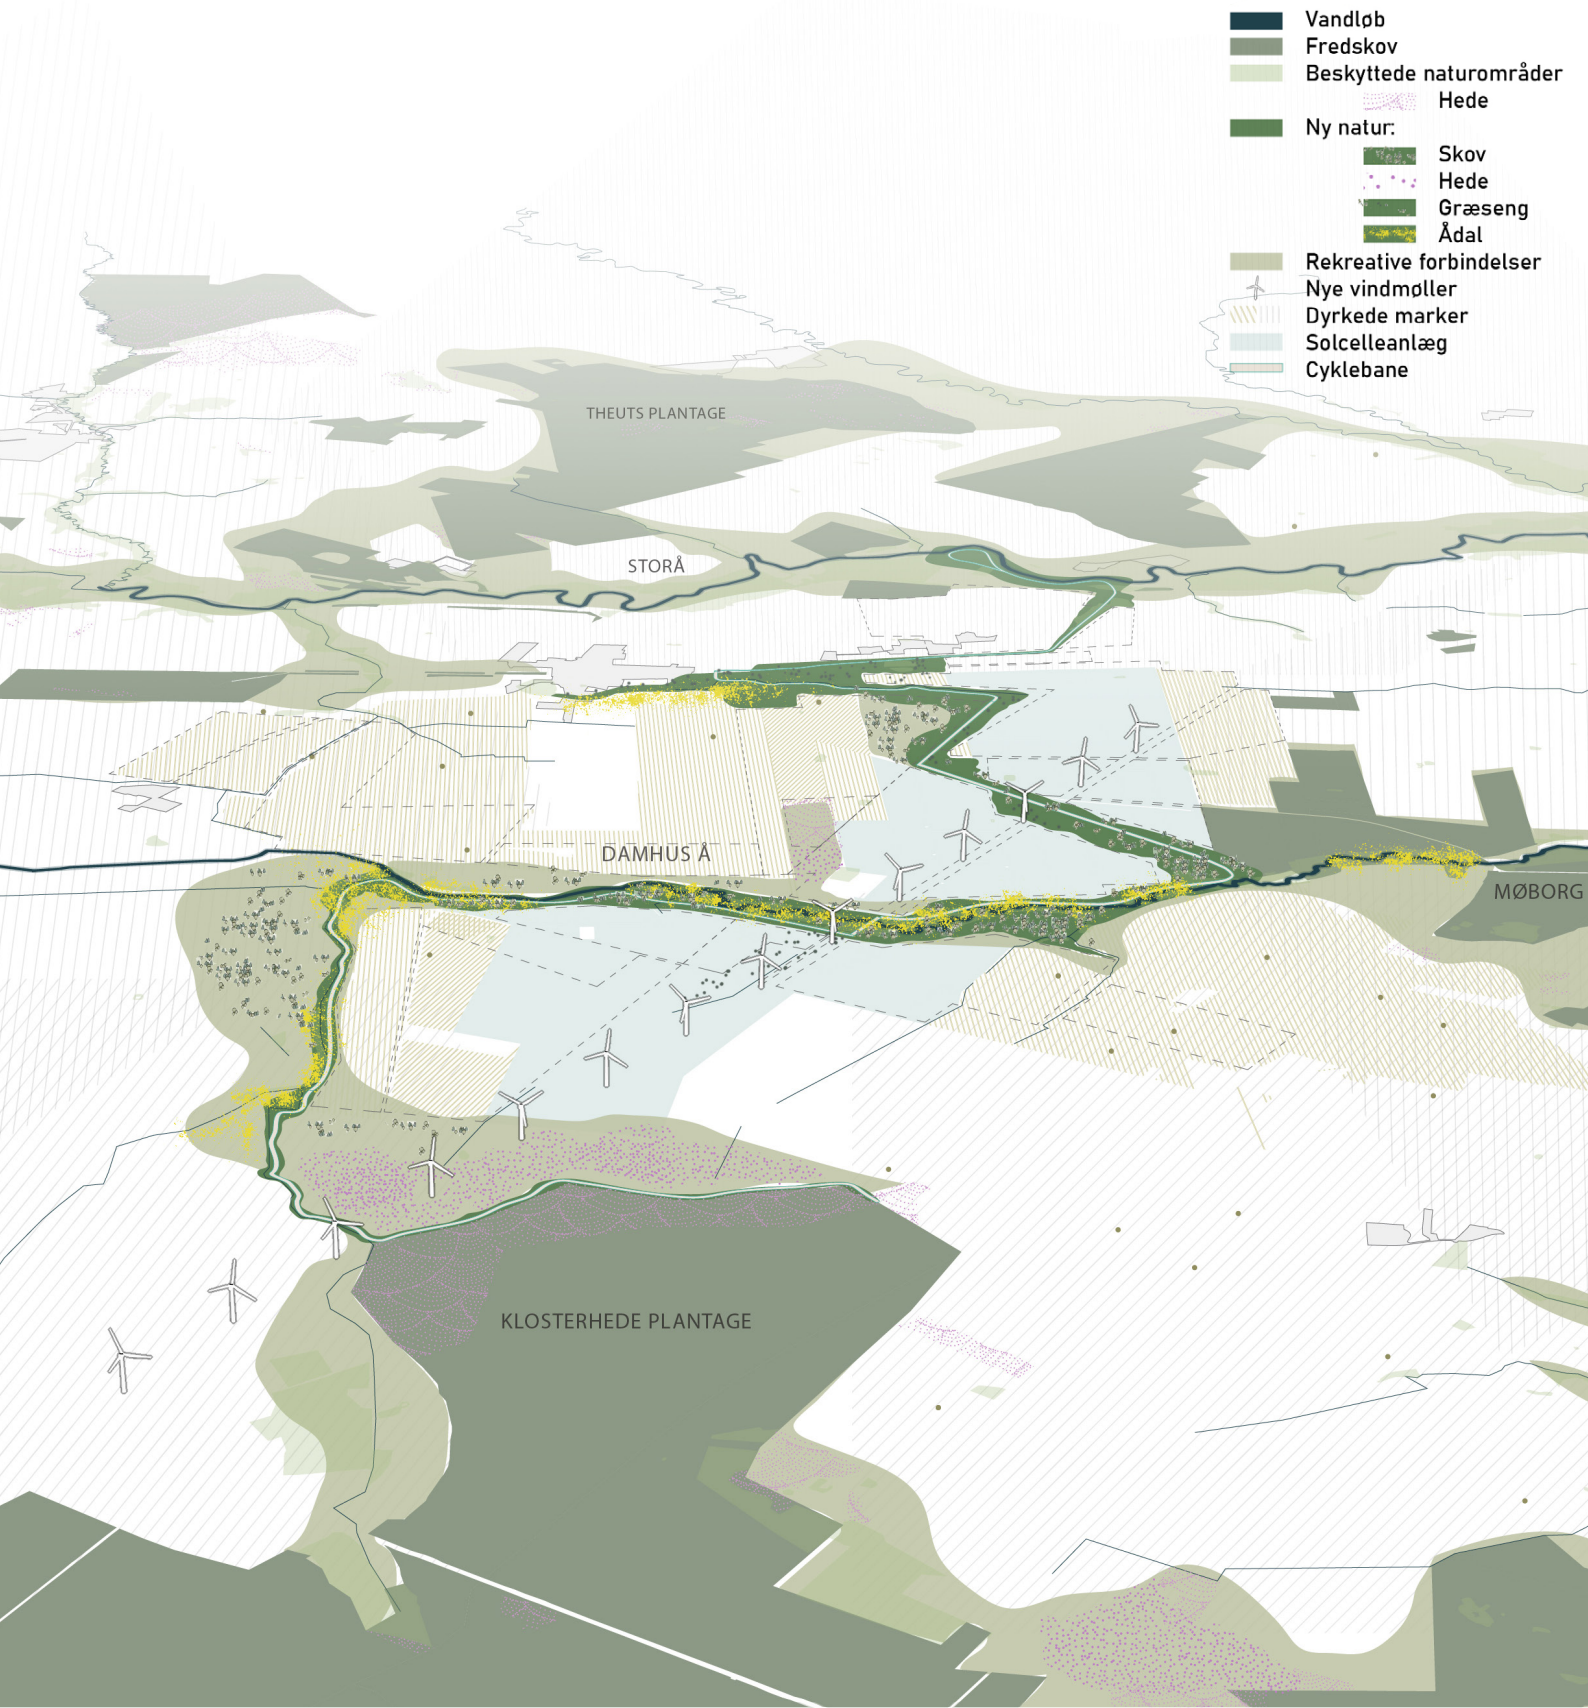 Vandløb
Fredskov
Beskyttede naturområder
Hede
Ny natur:
Skov
Hede
Græseng
Ådal
Rekreative forbindelser
Nye vindmøller
Dyrkede marker
Solcelleanlæg
Cyklebane
THEUTS PLANTAGE
STORÅ
DAMHUS Å
MØBORG
KLOSTERHEDE PLANTAGE